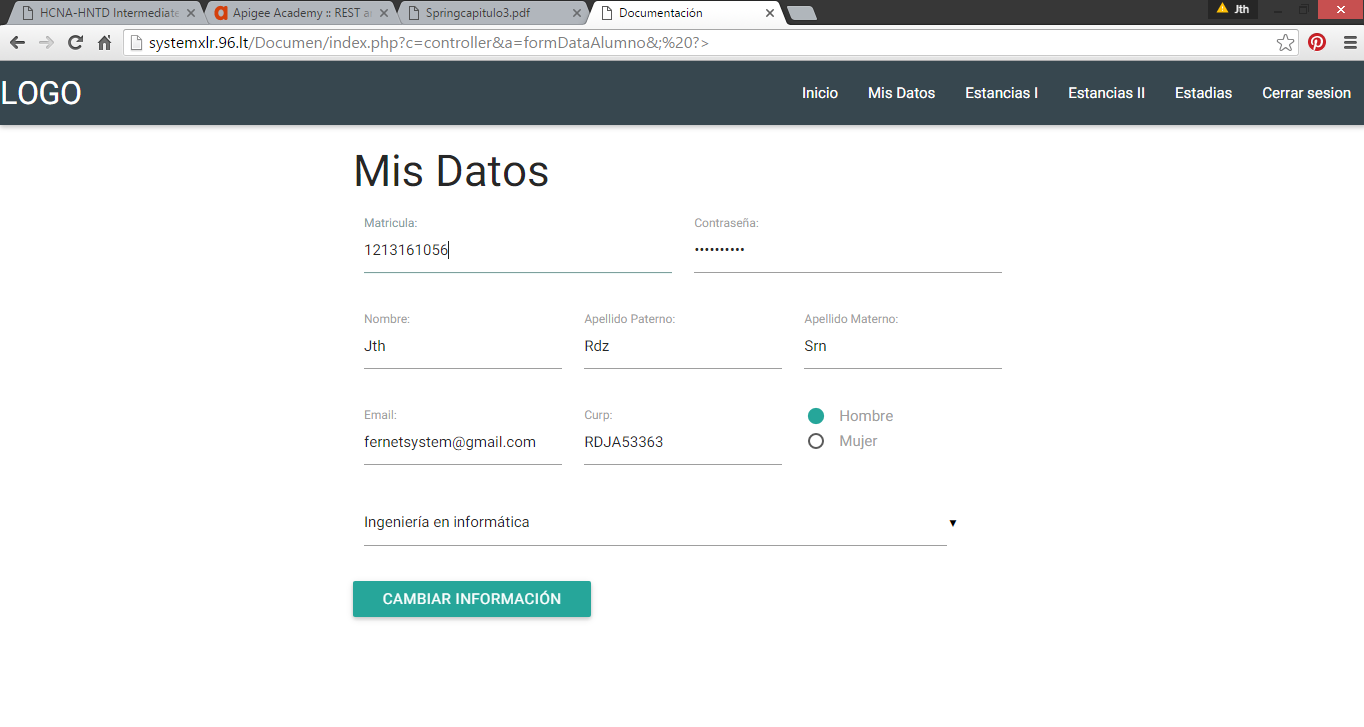 HCNA-HNTD Intermediate
Apigee Academy :: REST a
Springcapitulo3.pdf
Documentación
Jth
systemxlr.96.lt/Documen/index.php?c=controller&a=formDataAlumno&;%20?>
LOGO
Inicio
Mis Datos
Estancias I
Estancias II
Estadias
Cerrar sesion
Mis Datos
Matricula:
Contraseña:
1213161056
••••••••••
Nombre:
Apellido Paterno:
Apellido Materno:
Jth
Rdz
Srn
Email:
Curp:
Hombre
fernetsystem@gmail.com
RDJA53363
Mujer
Ingeniería en informática
CAMBIAR INFORMACIÓN